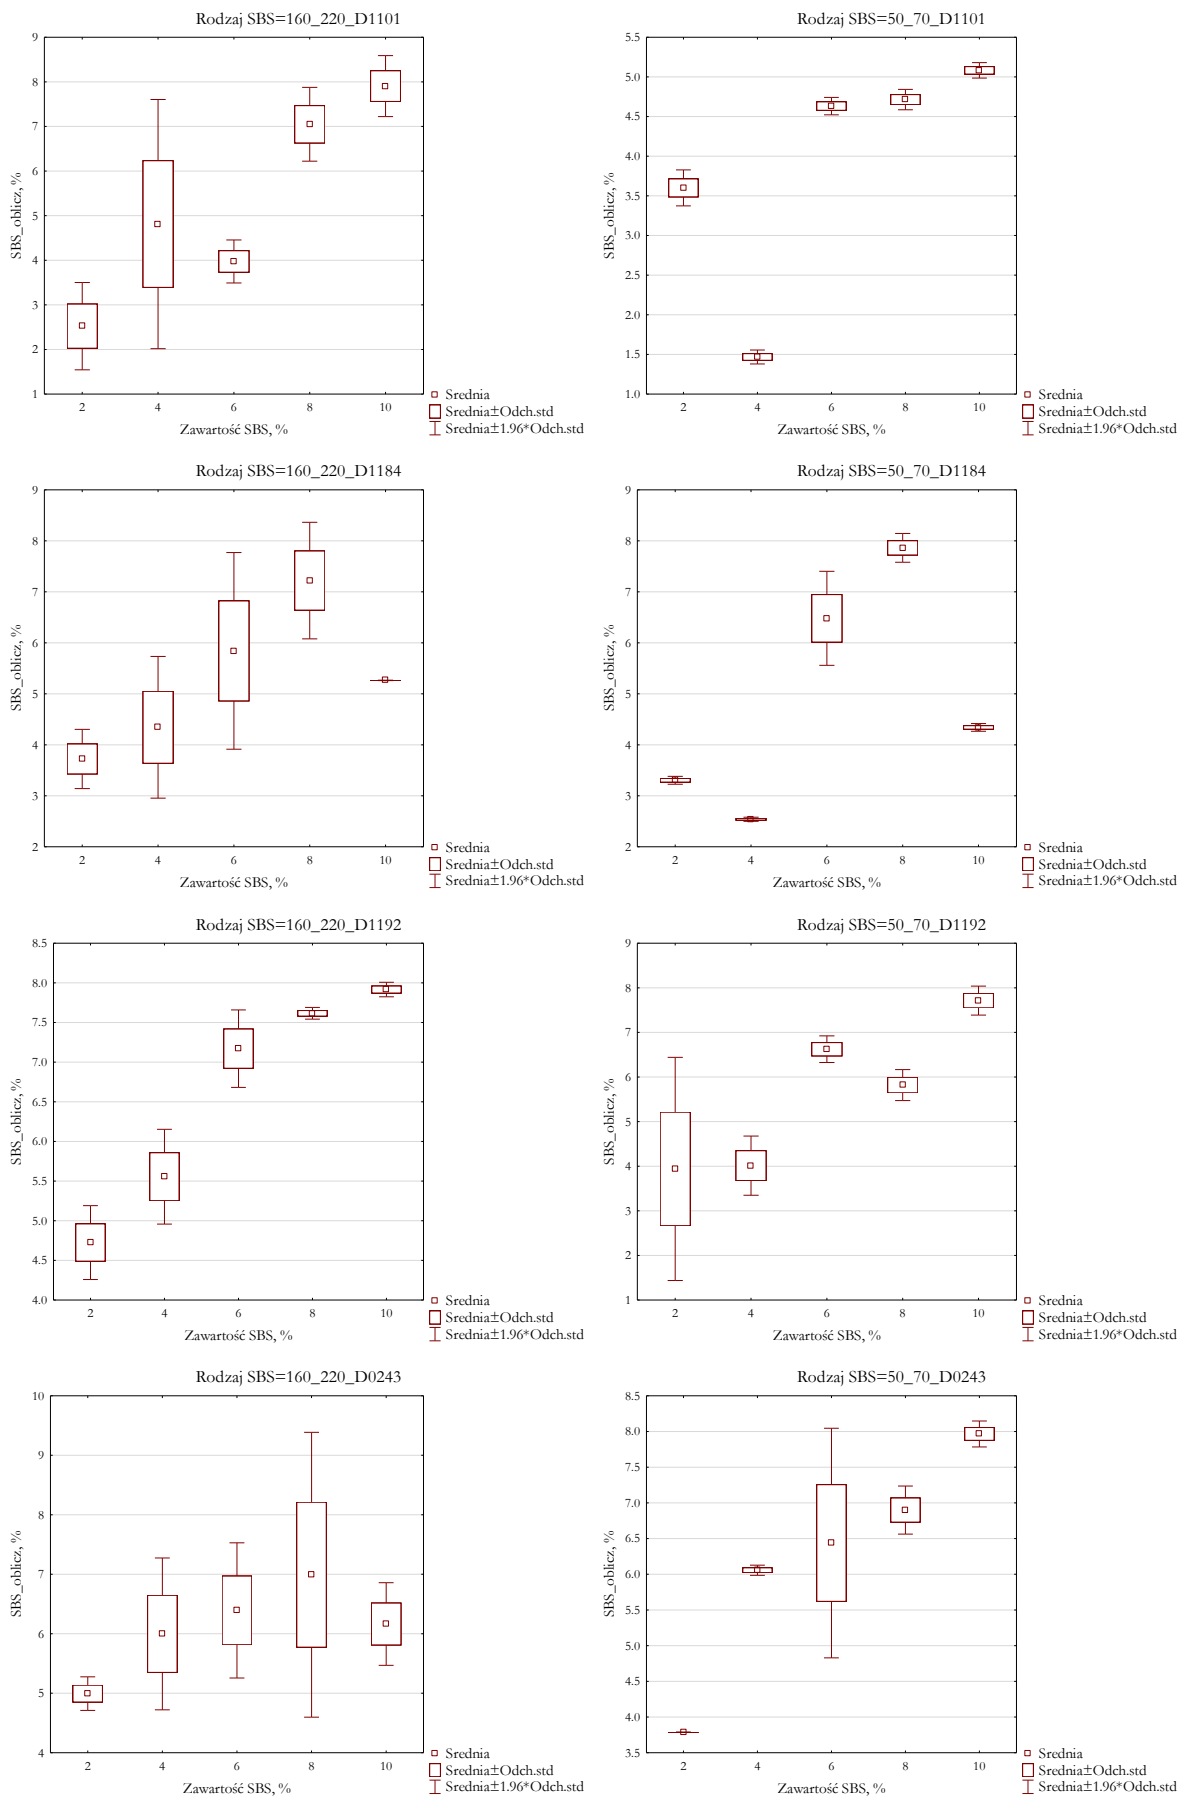 Rodzaj SBS=160_220_D1101
9
8
7
6
5
4
3
2
1
SBS_oblicz, %
2 4 6 8 10
Zawartość SBS, %
Srednia
Srednia±Odch.std
Srednia±1.96*Odch.std
Rodzaj SBS=50_70_D1101
5.5
5.0
4.5
4.0
3.5
3.0
2.5
2.0
1.5
1.0
SBS_oblicz, %
2 4 6 8 10
Zawartość SBS, %
Srednia
Srednia±Odch.std
Srednia±1.96*Odch.std
Rodzaj SBS=160_220_D1184
9
8
7
6
5
4
3
2
SBS_oblicz, %
2 4 6 8 10
Zawartość SBS, %
Srednia
Srednia±Odch.std
Srednia±1.96*Odch.std
Rodzaj SBS=50_70_D1184
9
8
7
6
5
4
3
2
SBS_oblicz, %
2 4 6 8 10
Zawartość SBS, %
Srednia
Srednia±Odch.std
Srednia±1.96*Odch.std
Rodzaj SBS=160_220_D1192
8.5
8.0
7.5
7.0
6.5
6.0
5.5
5.0
4.5
4.0
SBS_oblicz, %
2 4 6 8 10
Zawartość SBS, %
Srednia
Srednia±Odch.std
Srednia±1.96*Odch.std
Rodzaj SBS=50_70_D1192
9
8
7
6
5
4
3
2
1
SBS_oblicz, %
2 4 6 8 10
Zawartość SBS, %
Srednia
Srednia±Odch.std
Srednia±1.96*Odch.std
Rodzaj SBS=160_220_D0243
10
9
8
7
6
5
4
SBS_oblicz, %
2 4 6 8 10
Zawartość SBS, %
Srednia
Srednia±Odch.std
Srednia±1.96*Odch.std
Rodzaj SBS=50_70_D0243
8.5
8.0
7.5
7.0
6.5
6.0
5.5
5.0
4.5
4.0
3.5
SBS_oblicz, %
2 4 6 8 10
Zawartość SBS, %
Srednia
Srednia±Odch.std
Srednia±1.96*Odch.std